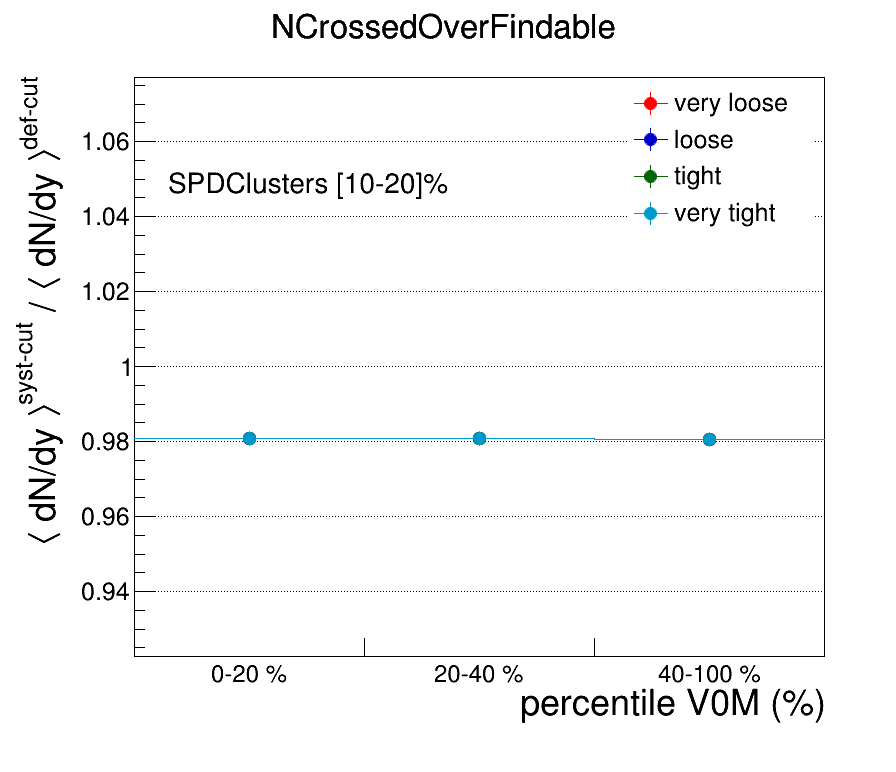 NCrossedOverFindable
⟨ dN/dy ⟩^syst-cut / ⟨ dN/dy ⟩^def-cut
very loose
loose
tight
very tight
SPDClusters [10-20]%
1.06
1.04
1.02
1
0.98
0.96
0.94
0-20 % 20-40 % 40-100 %
percentile V0M (%)